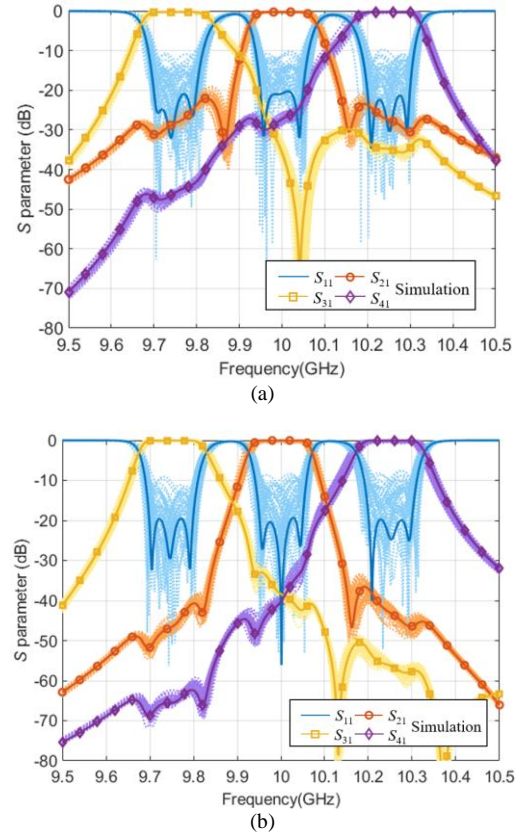 0
-10
-20
-30
-40
-50
-60
-70
-80
S parameter (dB)
S11 S21 Simulation
S31 S41
9.5 9.6 9.7 9.8 9.9 10 10.1 10.2 10.3 10.4 10.5
Frequency(GHz)
(a)
0
-10
-20
-30
-40
-50
-60
-70
-80
S parameter (dB)
S11 S21 Simulation
S31 S41
9.5 9.6 9.7 9.8 9.9 10 10.1 10.2 10.3 10.4 10.5
Frequency(GHz)
(b)